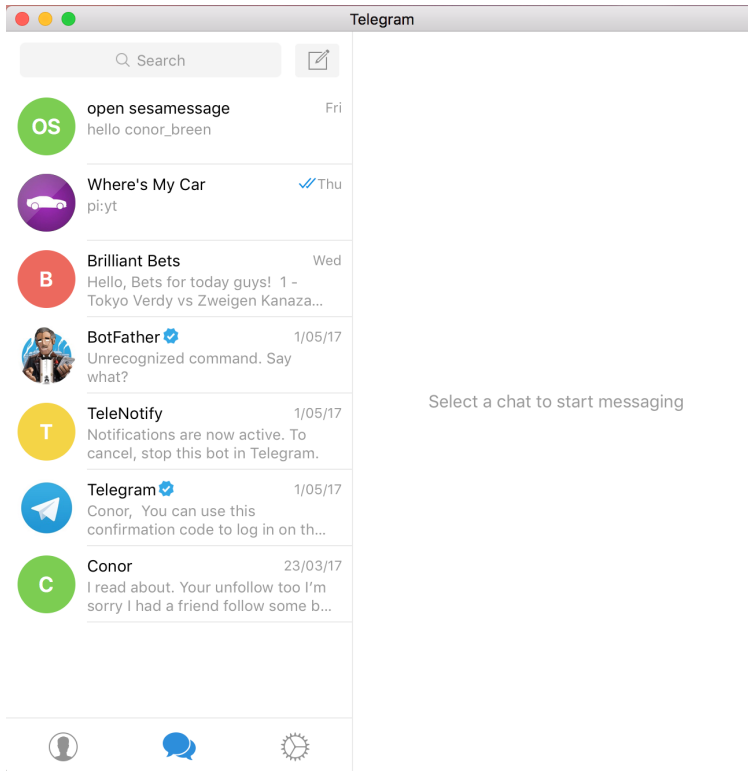 Telegram
Search
OS
open sesamessage
Fri
hello conor_breen
Where's My Car
Thu
pi:yt
B
Brilliant Bets
Wed
Hello, Bets for today guys!  1 -
Tokyo Verdy vs Zweigen Kanaza...
BotFather
1/05/17
Unrecognized command. Say
what?
T
TeleNotify
1/05/17
Notifications are now active. To
cancel, stop this bot in Telegram.
Telegram
1/05/17
Conor,  You can use this
confirmation code to log in on th...
C
Conor
23/03/17
I read about. Your unfollow too I'm
sorry I had a friend follow some b...
Select a chat to start messaging